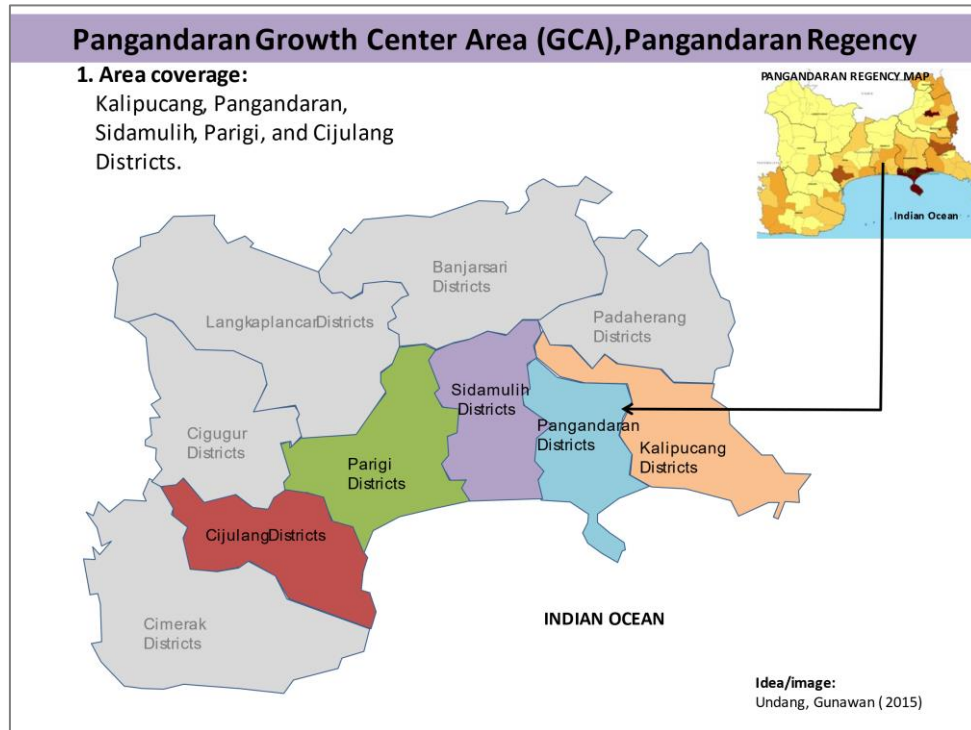 Pangandaran Growth Center Area (GCA), Pangandaran Regency
1. Area coverage:
Kalipucang, Pangandaran,
Sidamulih, Parigi, and Cijulang
Districts.
PANGANDARAN REGENCY MAP
Indian Ocean
Banjarsari
Districts
Langkaplancar Districts
Padaherang
Districts
Sidamulih
Districts
Cigugur
Districts
Pangandaran
Districts
Parigi
Districts
Kalipucang
Districts
Cijulang Districts
Cimerak
Districts
INDIAN OCEAN
Idea/image:
Undang, Gunawan ( 2015)